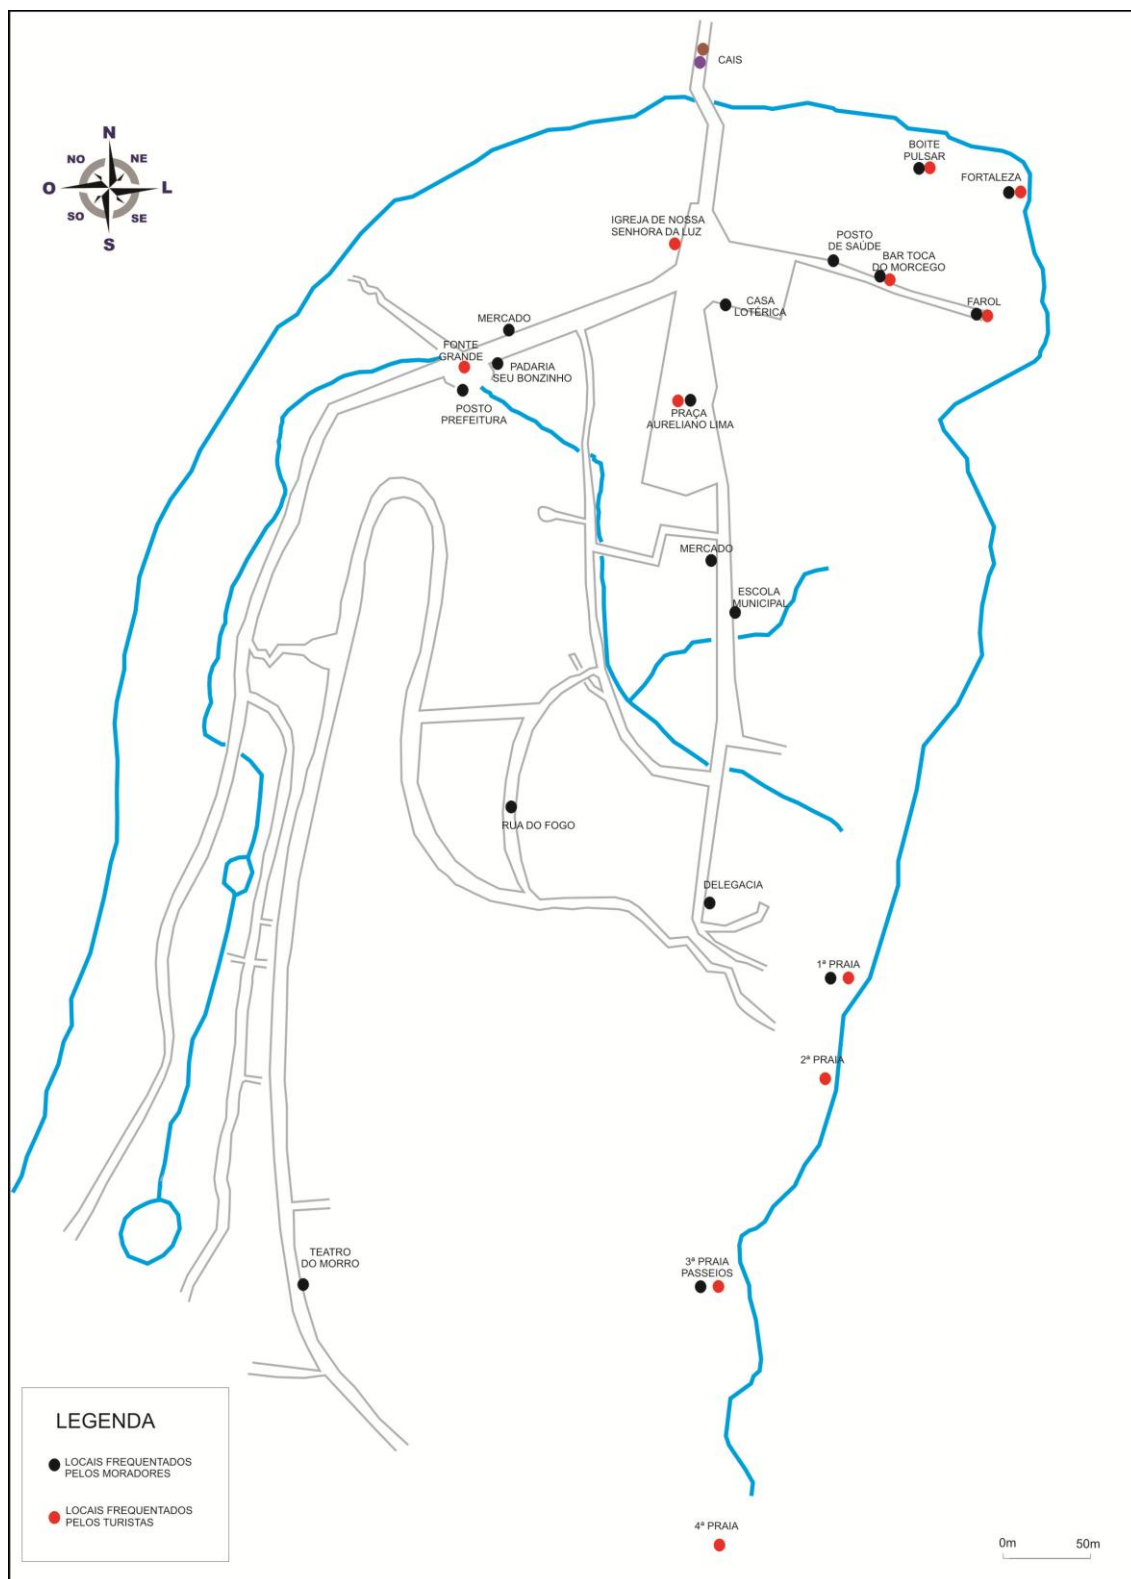 CAIS
N
NO
NE
O
L
SO
SE
S
BOITE
PULSAR
FORTALEZA
IGREJA DE NOSSA
SENHORA DA LUZ
POSTO
DE SAÚDE
BAR TOCA
DO MORCEGO
FAROL
CASA
LOTÉRICA
MERCADO
FONTE
GRANDE
PADARIA
SEU BONZINHO
POSTO
PREFEITURA
PRAÇA
AURELIANO LIMA
MERCADO
ESCOLA
MUNICIPAL
RUA DO FOGO
DELEGACIA
1ª PRAIA
2ª PRAIA
TEATRO
DO MORRO
3ª PRAIA
PASSEIOS
LEGENDA
LOCAIS FREQUENTADOS
PELOS MORADORES
LOCAIS FREQUENTADOS
PELOS TURISTAS
4ª PRAIA
0m
50m